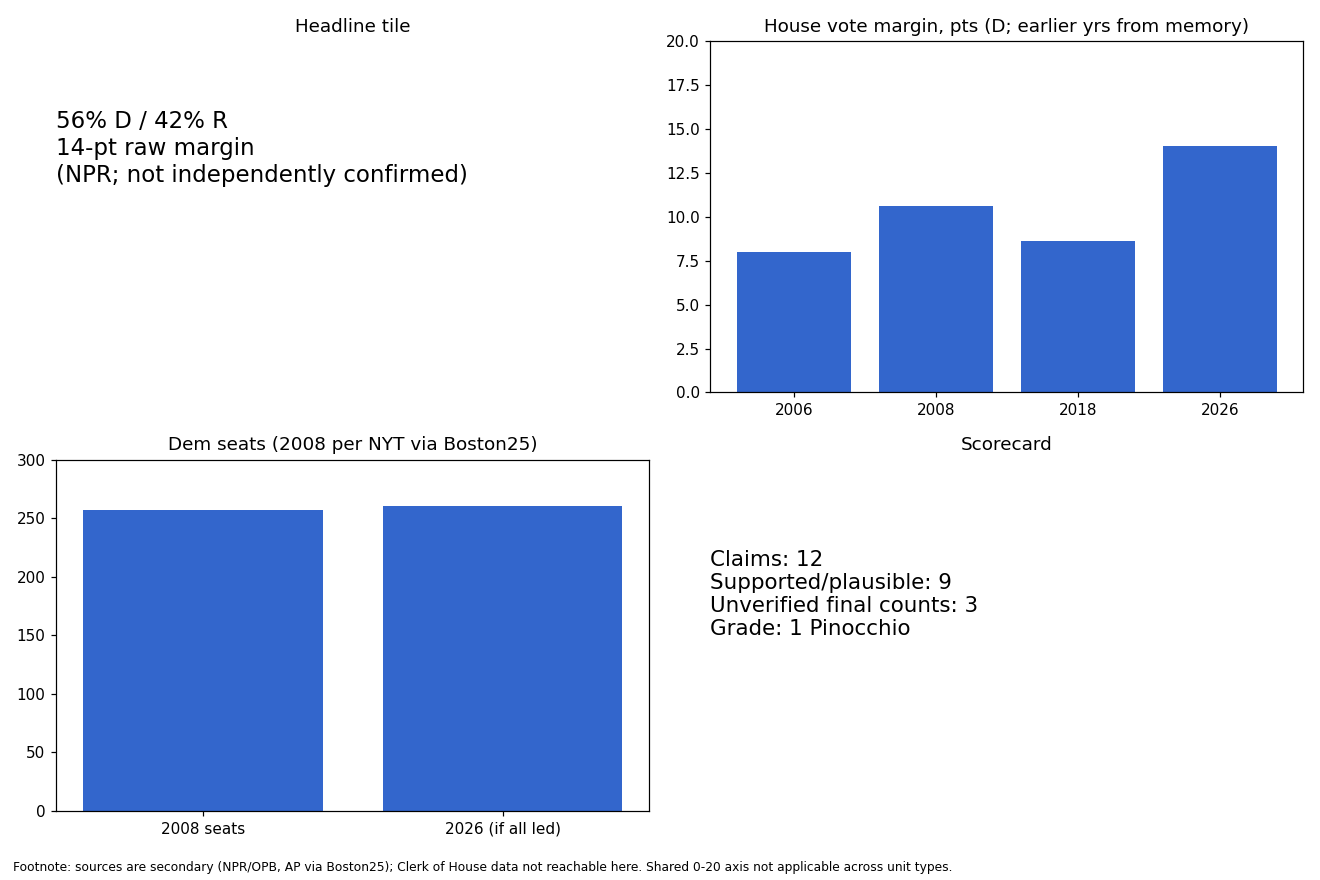 Headline tile
56% D / 42% R
14-pt raw margin
(NPR; not independently confirmed)
House vote margin, pts (D; earlier yrs from memory)
20.0
17.5
15.0
12.5
10.0
7.5
5.0
2.5
0.0
2006 2008 2018 2026
Dem seats (2008 per NYT via Boston25)
300
250
200
150
100
50
0
2008 seats 2026 (if all led)
Scorecard
Claims: 12
Supported/plausible: 9
Unverified final counts: 3
Grade: 1 Pinocchio
Footnote: sources are secondary (NPR/OPB, AP via Boston25); Clerk of House data not reachable here. Shared 0-20 axis not applicable across unit types.